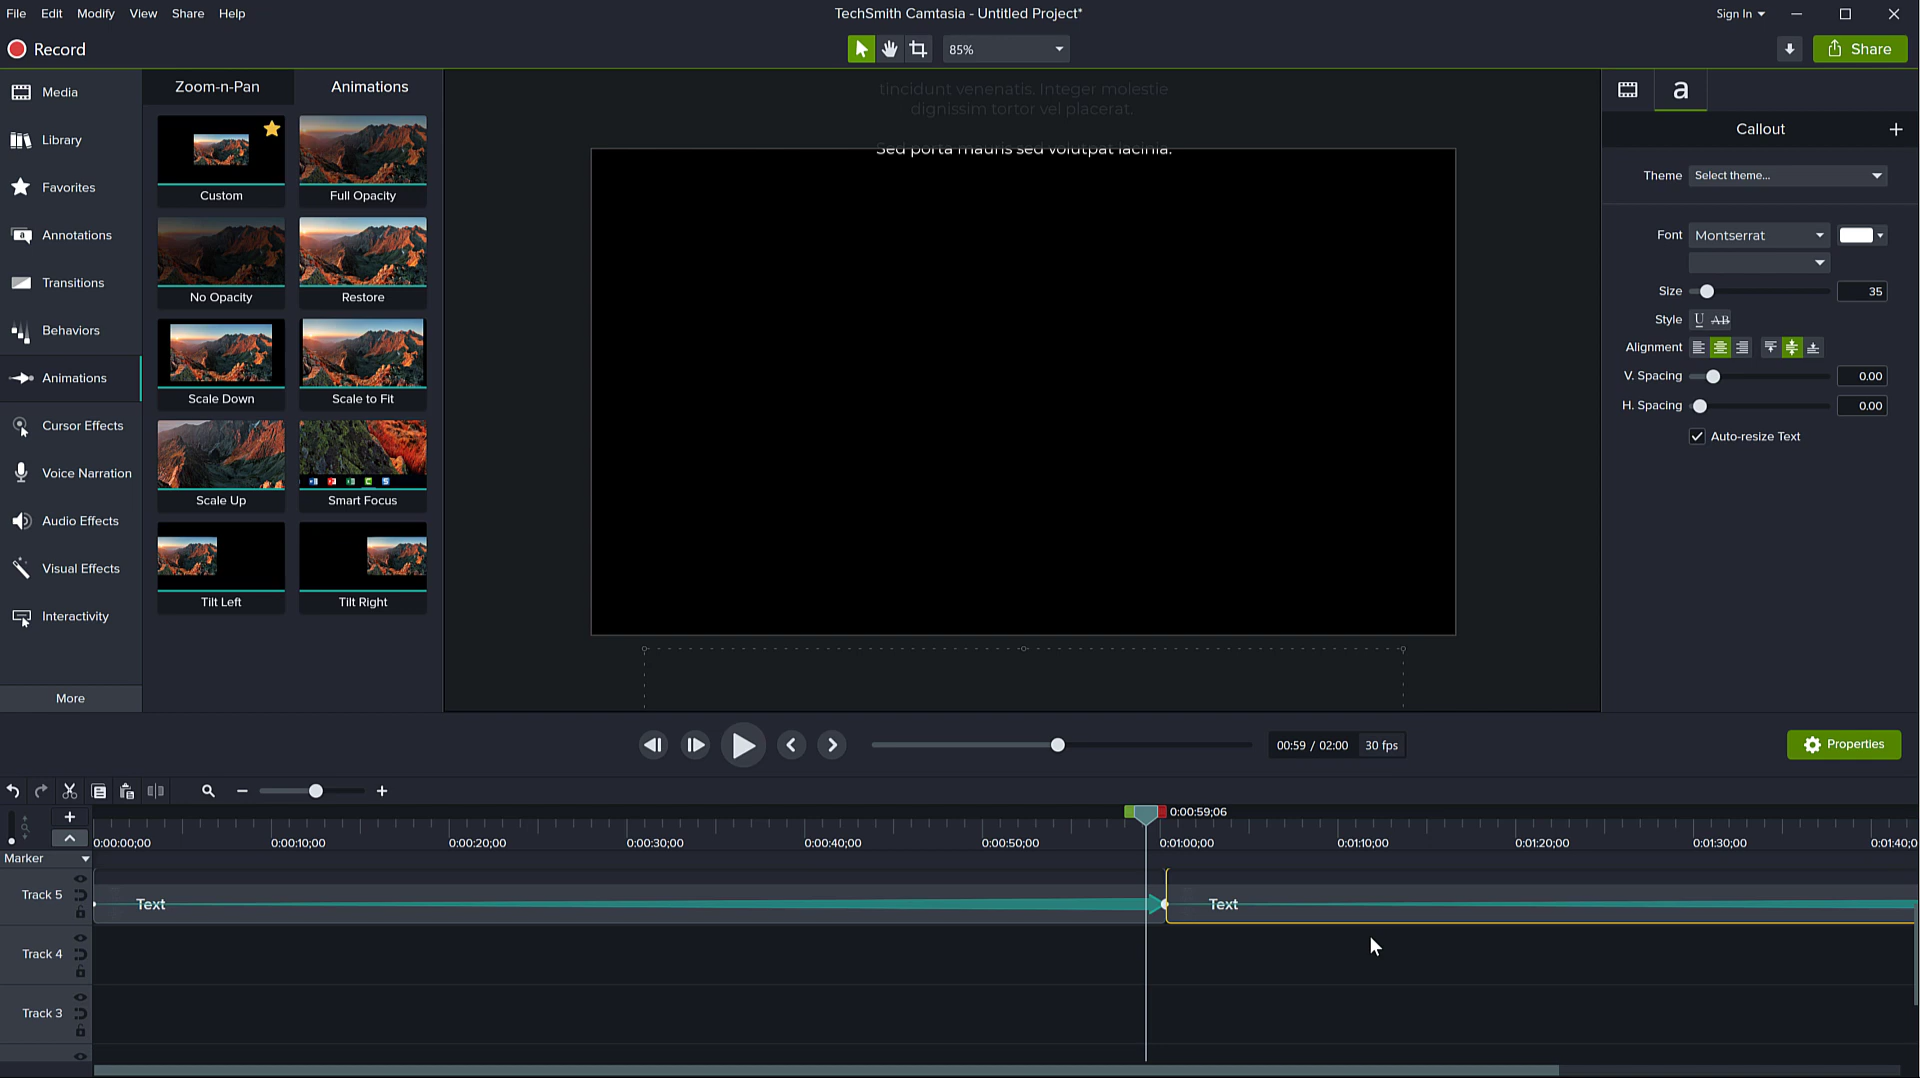 File Edit Modify View Share Help
TechSmith Camtasia - Untitled Project*
Sign In
Record
85%
Share
Media
Library
Favorites
Annotations
Transitions
Behaviors
Animations
Cursor Effects
Voice Narration
Audio Effects
Visual Effects
Interactivity
More
Zoom-n-Pan Animations
Custom Full Opacity
No Opacity Restore
Scale Down Scale to Fit
Scale Up Smart Focus
Tilt Left Tilt Right
tincidunt venenatis. Integer molestie
dignissim tortor vel placerat.
Sed porta mauris sed volutpat lacinia.
a
Callout
Theme Select theme...
Font Montserrat
Size 35
Style U AB
Alignment
V. Spacing 0.00
H. Spacing 0.00
Auto-resize Text
00:59 / 02:00 30 fps
Properties
0:00:59;06
0:00:00;00 0:00:10;00 0:00:20;00 0:00:30;00 0:00:40;00 0:00:50;00 0:01:00;00 0:01:10;00 0:01:20;00 0:01:30;00 0:01:40;0
Marker
Track 5 Text Text
Track 4
Track 3